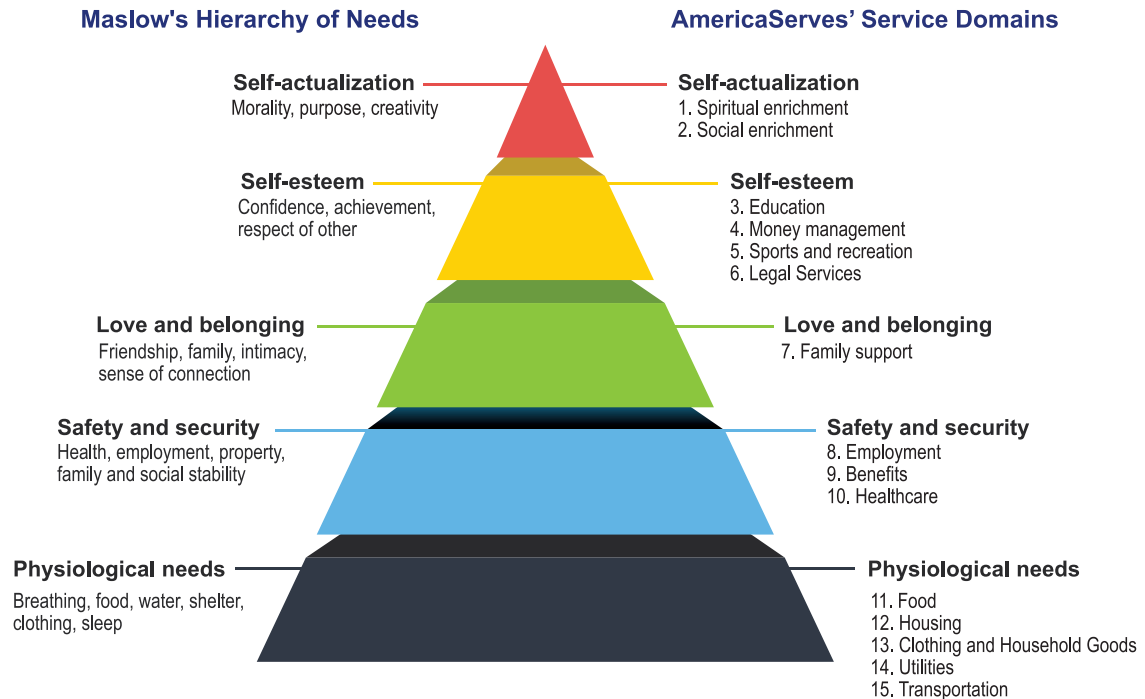 Maslow's Hierarchy of Needs
AmericaServes’ Service Domains
Self-actualization
Morality, purpose, creativity
Self-actualization
1. Spiritual enrichment
2. Social enrichment
Self-esteem
Confidence, achievement,
respect of other
Self-esteem
3. Education
4. Money management
5. Sports and recreation
6. Legal Services
Love and belonging
Friendship, family, intimacy,
sense of connection
Love and belonging
7. Family support
Safety and security
Health, employment, property,
family and social stability
Safety and security
8. Employment
9. Benefits
10. Healthcare
Physiological needs
Breathing, food, water, shelter,
clothing, sleep
Physiological needs
11. Food
12. Housing
13. Clothing and Household Goods
14. Utilities
15. Transportation